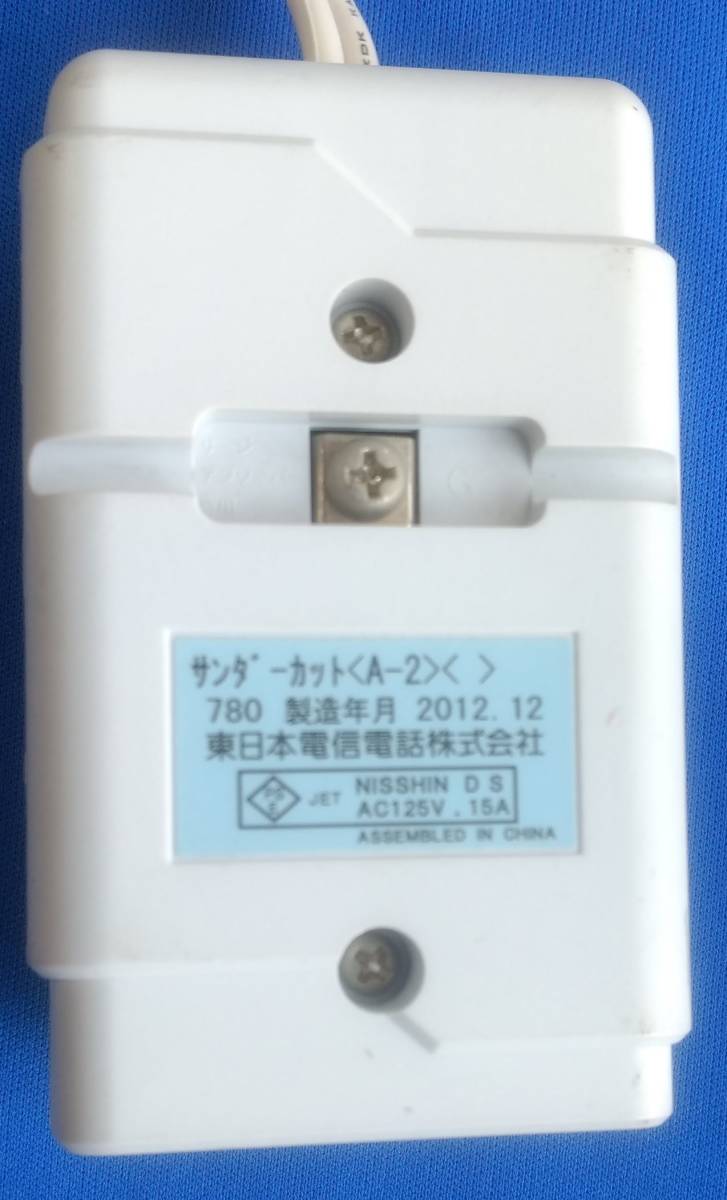 サンダーカット<A-2>< >
780 製造年月 2012.12
東日本電信電話株式会社
PS
E
JET
NISSHIN D S
AC125V . 15A
ASSEMBLED IN CHINA